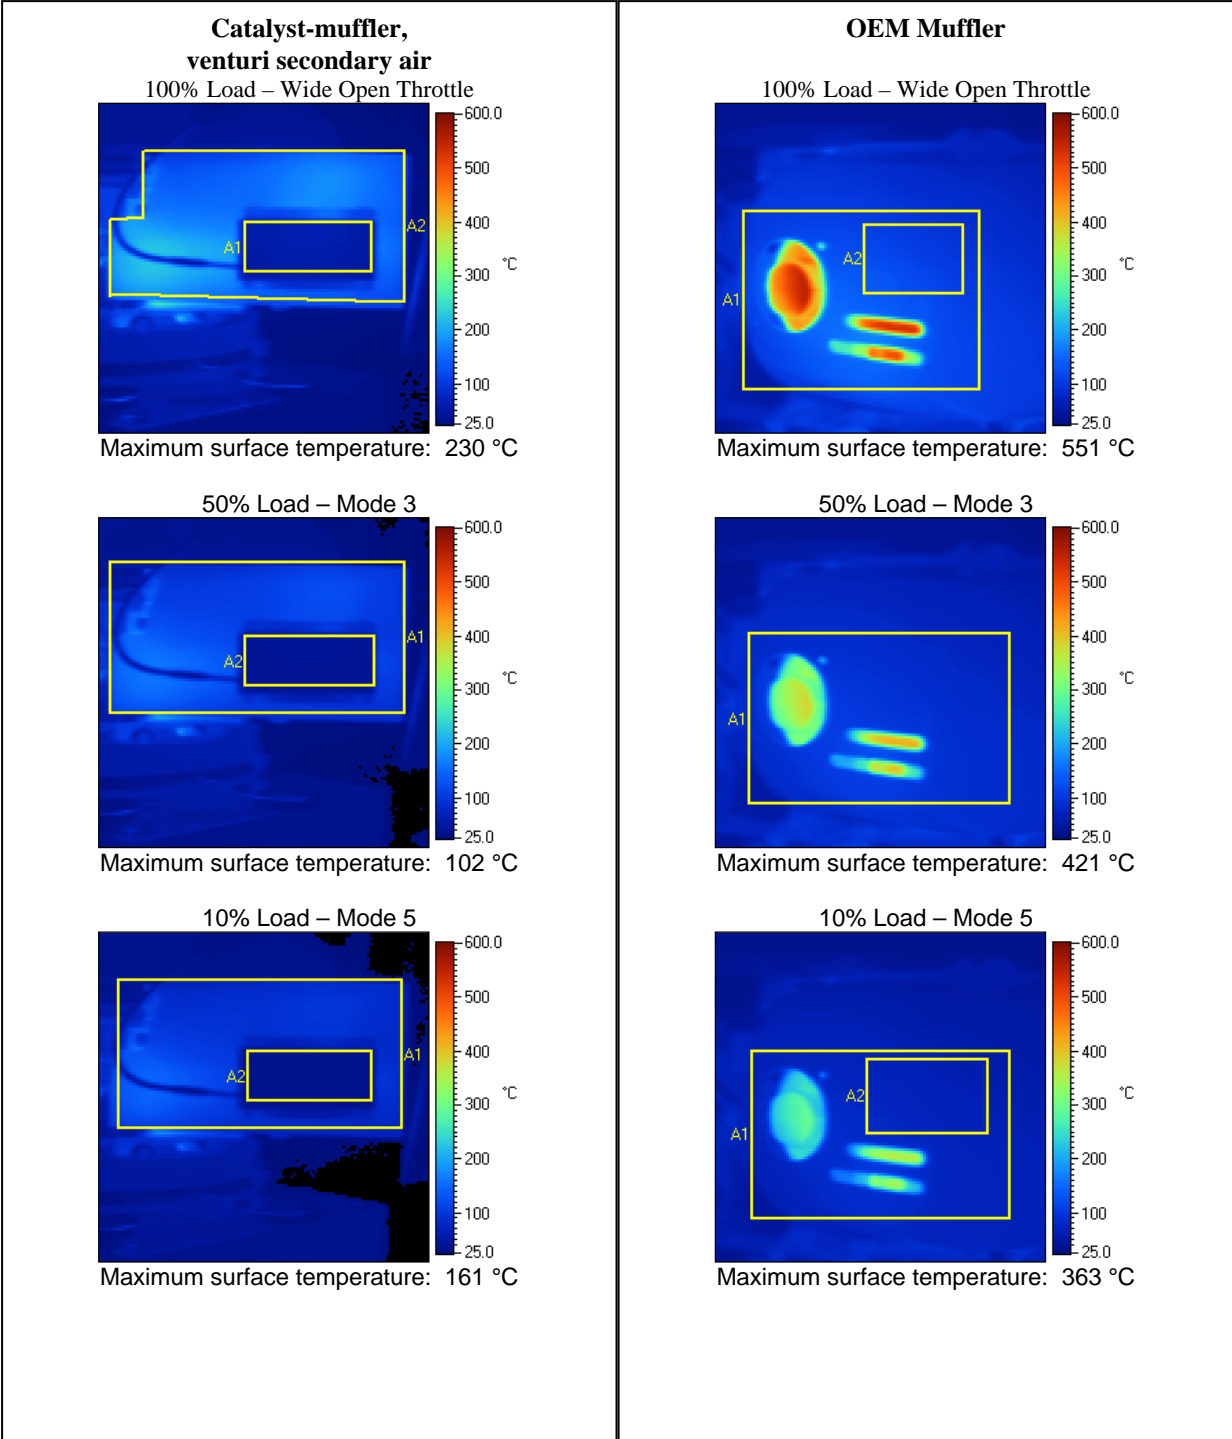 Catalyst-muffler,
venturi secondary air
100% Load – Wide Open Throttle
600.0
500
400
300
°C
200
100
25.0
A1
A2
Maximum surface temperature: 230 °C
50% Load – Mode 3
600.0
500
400
300
°C
200
100
25.0
A1
A2
Maximum surface temperature: 102 °C
10% Load – Mode 5
600.0
500
400
300
°C
200
100
25.0
A1
A2
Maximum surface temperature: 161 °C
OEM Muffler
100% Load – Wide Open Throttle
600.0
500
400
300
°C
200
100
25.0
A2
A1
Maximum surface temperature: 551 °C
50% Load – Mode 3
600.0
500
400
300
°C
200
100
25.0
A1
Maximum surface temperature: 421 °C
10% Load – Mode 5
600.0
500
400
300
°C
200
100
25.0
A2
A1
Maximum surface temperature: 363 °C